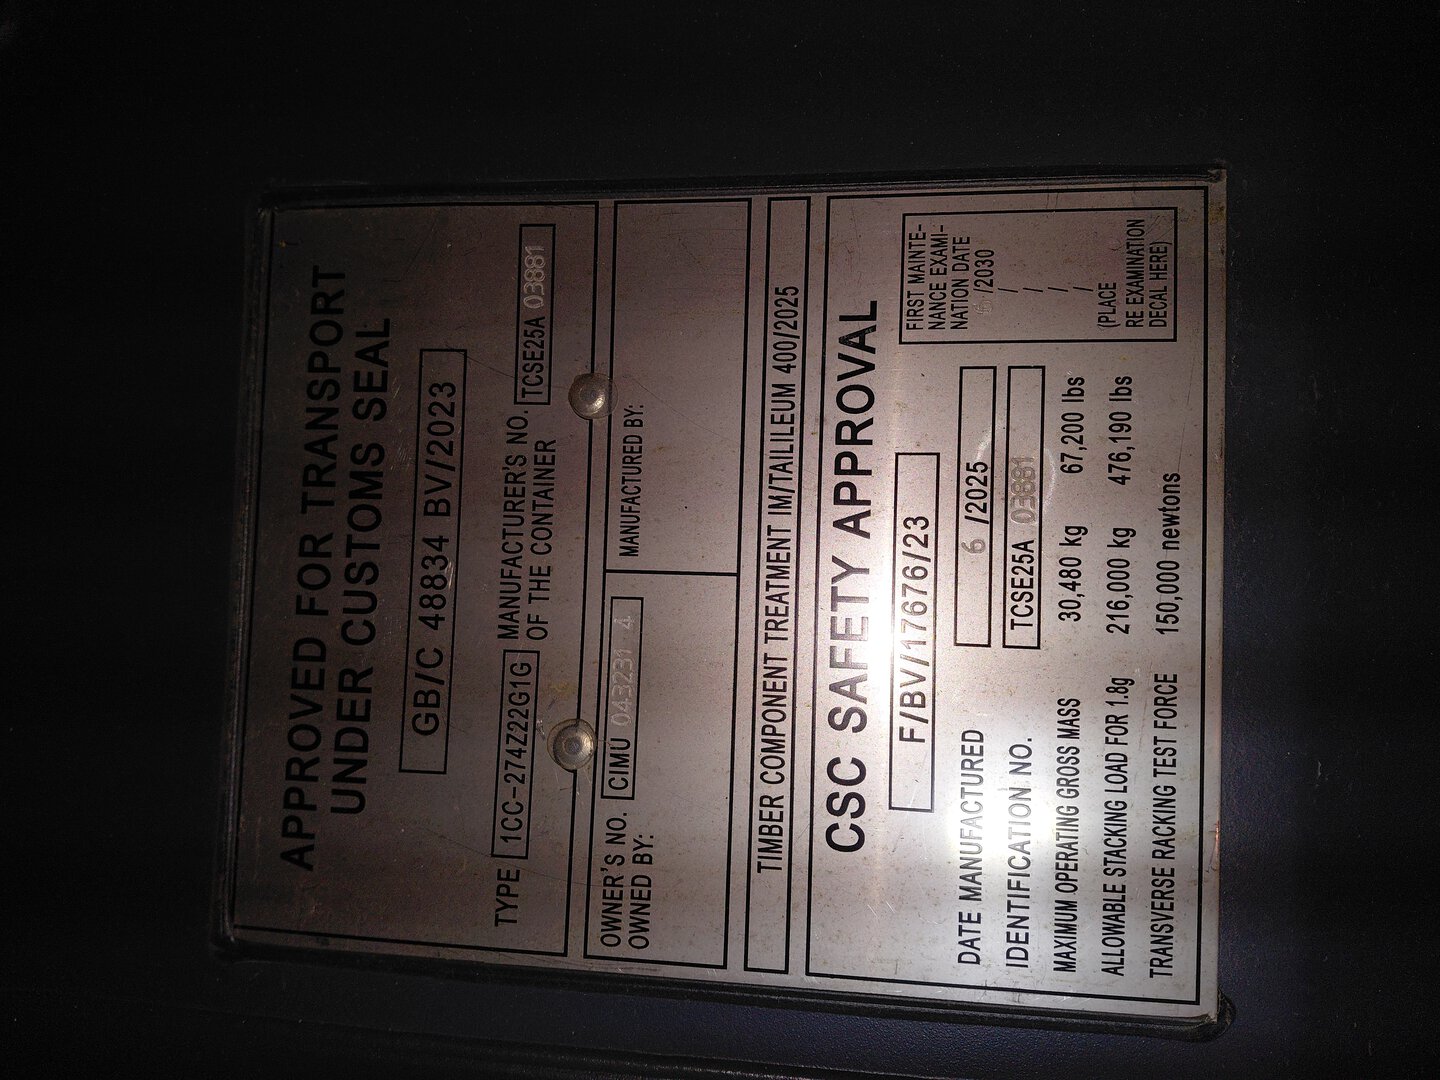 APPROVED FOR TRANSPORT
UNDER CUSTOMS SEAL
GB/C 48834 BV/2023
TYPE 1CC-274Z22G1G MANUFACTURER'S NO. OF THE CONTAINER TCSE25A 03881
OWNER'S NO. CIMU 043231 4
OWNED BY:
MANUFACTURED BY:
TIMBER COMPONENT TREATMENT IM/TAILILEUM 400/2025
CSC SAFETY APPROVAL
F/BV/17676/23
DATE MANUFACTURED 6 /2025
IDENTIFICATION NO. TCSE25A 03881
MAXIMUM OPERATING GROSS MASS 30,480 kg 67,200 lbs
ALLOWABLE STACKING LOAD FOR 1.8g 216,000 kg 476,190 lbs
TRANSVERSE RACKING TEST FORCE 150,000 newtons
FIRST MAINTE-
NANCE EXAMI-
NATION DATE
6 /2030
/
/
/
/
(PLACE
RE EXAMINATION
DECAL HERE)